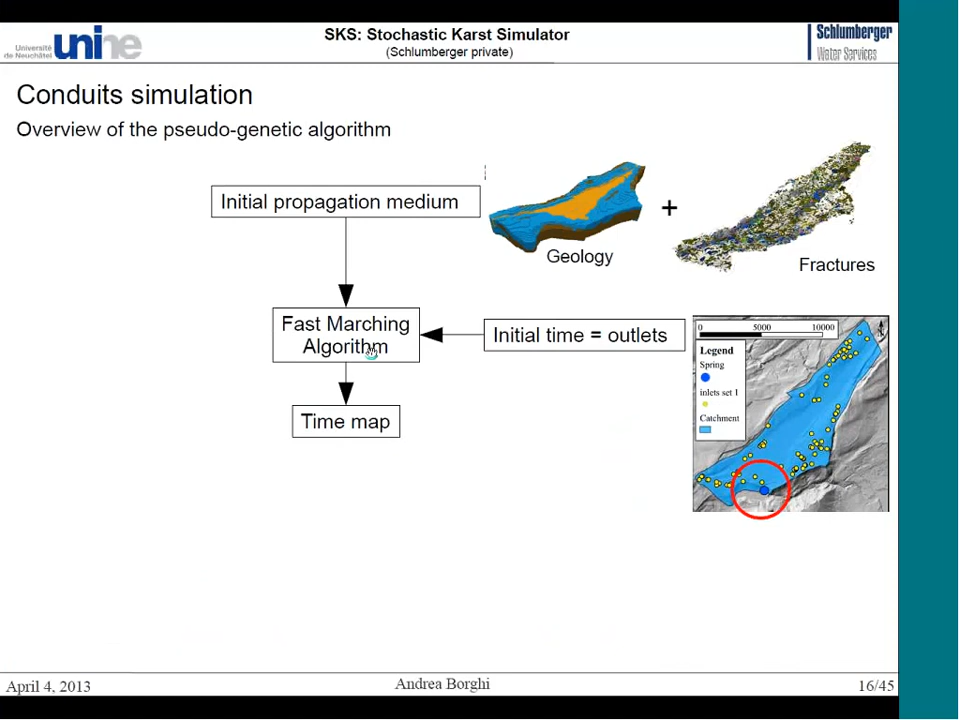 Université
de Neuchâtel
unine
SKS: Stochastic Karst Simulator
(Schlumberger private)
Schlumberger
Water Services
Conduits simulation
Overview of the pseudo-genetic algorithm
Initial propagation medium
+
Geology
Fractures
Fast Marching
Algorithm
Initial time = outlets
Time map
0 5000 10000
Legend
Spring
inlets set 1
Catchment
April 4, 2013
Andrea Borghi
16/45